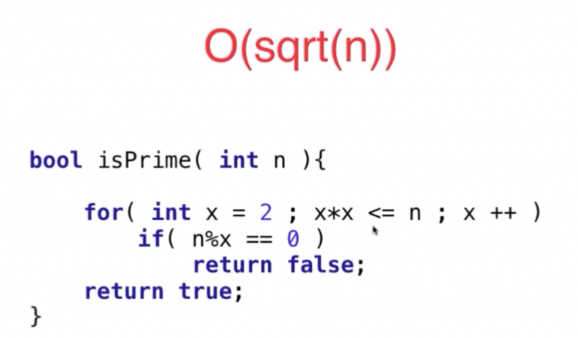 O(sqrt(n))
bool isPrime( int n ){
for( int x = 2 ; x*x <= n ; x ++ )
if( n%x == 0 )
return false;
return true;
}